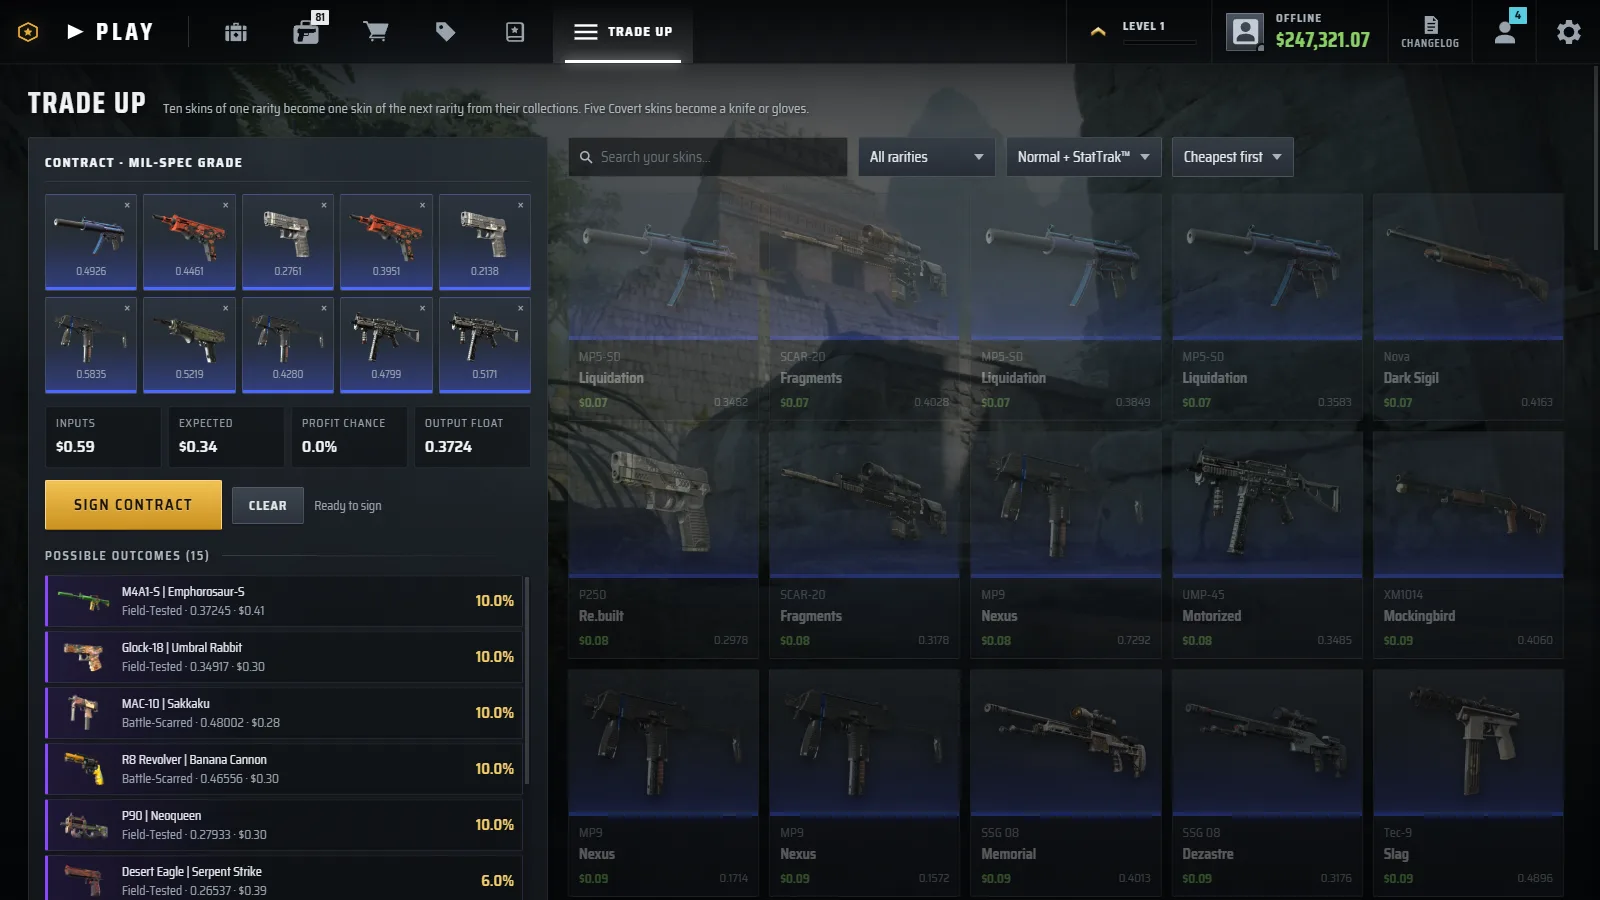 PLAY
81
TRADE UP
LEVEL 1
OFFLINE
$247,321.07
CHANGELOG
4
TRADE UP
Ten skins of one rarity become one skin of the next rarity from their collections. Five Covert skins become a knife or gloves.
CONTRACT - MIL-SPEC GRADE
0.4926
0.4461
0.2761
0.3951
0.2138
0.5835
0.5219
0.4280
0.4799
0.5171
INPUTS
$0.59
EXPECTED
$0.34
PROFIT CHANCE
0.0%
OUTPUT FLOAT
0.3724
SIGN CONTRACT
CLEAR
Ready to sign
POSSIBLE OUTCOMES (15)
M4A1-S | Emphorosaur-S
Field-Tested · 0.37245 · $0.41
10.0%
Glock-18 | Umbral Rabbit
Field-Tested · 0.34917 · $0.30
10.0%
MAC-10 | Sakkaku
Battle-Scarred · 0.48002 · $0.28
10.0%
R8 Revolver | Banana Cannon
Battle-Scarred · 0.46556 · $0.30
10.0%
P90 | Neoqueen
Field-Tested · 0.27933 · $0.30
10.0%
Desert Eagle | Serpent Strike
Field-Tested · 0.26537 · $0.39
6.0%
Search your skins...
All rarities
Normal + StatTrak™
Cheapest first
MP5-SD
Liquidation
$0.07
0.3482
SCAR-20
Fragments
$0.07
0.4028
MP5-SD
Liquidation
$0.07
0.3849
MP5-SD
Liquidation
$0.07
0.3583
Nova
Dark Sigil
$0.07
0.4163
P250
Re.built
$0.08
0.2978
SCAR-20
Fragments
$0.08
0.3178
MP9
Nexus
$0.08
0.7292
UMP-45
Motorized
$0.08
0.3485
XM1014
Mockingbird
$0.09
0.4060
MP9
Nexus
$0.09
0.1714
MP9
Nexus
$0.09
0.1572
SSG 08
Memorial
$0.09
0.4013
SSG 08
Dezastre
$0.09
0.3176
Tec-9
Slag
$0.09
0.4896